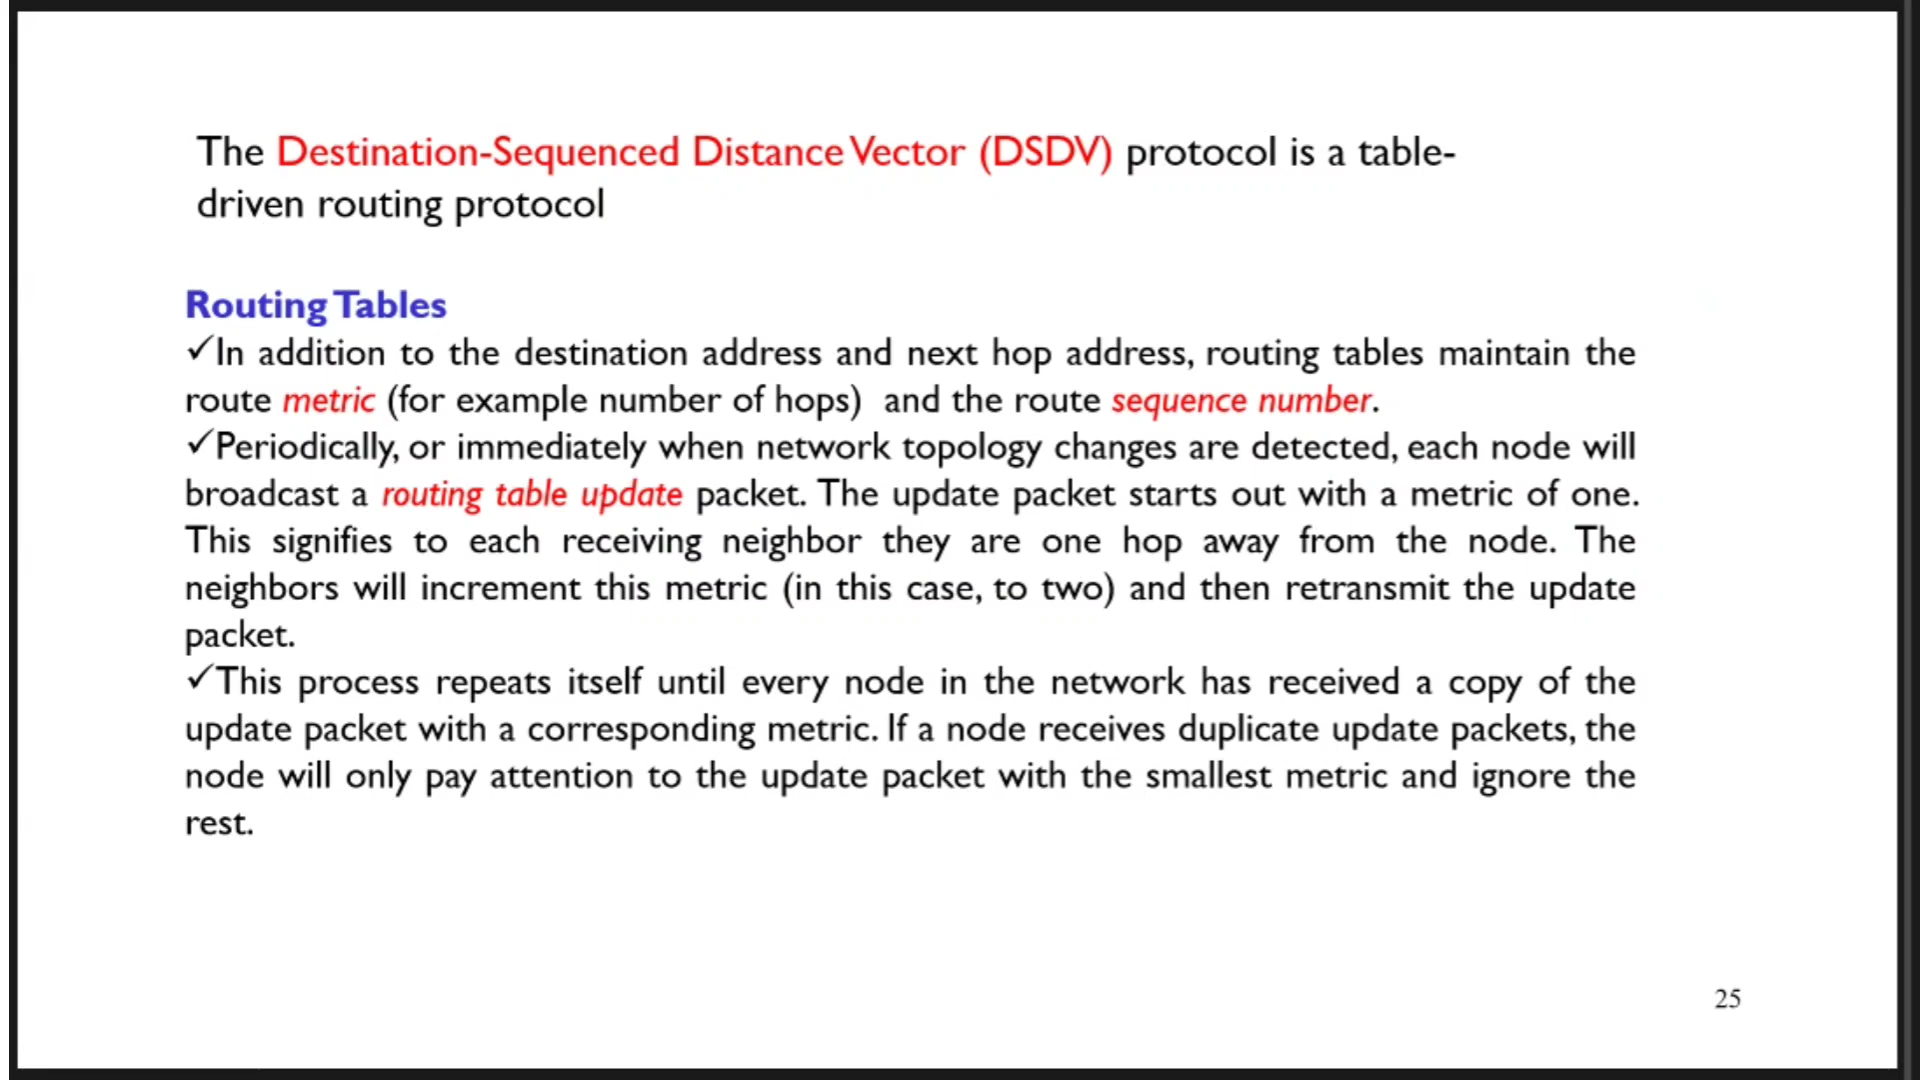 The Destination-Sequenced Distance Vector (DSDV) protocol is a table-
driven routing protocol
Routing Tables
✓In addition to the destination address and next hop address, routing tables maintain the
route metric (for example number of hops)  and the route sequence number.
✓Periodically, or immediately when network topology changes are detected, each node will
broadcast a routing table update packet. The update packet starts out with a metric of one.
This signifies to each receiving neighbor they are one hop away from the node. The
neighbors will increment this metric (in this case, to two) and then retransmit the update
packet.
✓This process repeats itself until every node in the network has received a copy of the
update packet with a corresponding metric. If a node receives duplicate update packets, the
node will only pay attention to the update packet with the smallest metric and ignore the
rest.
25